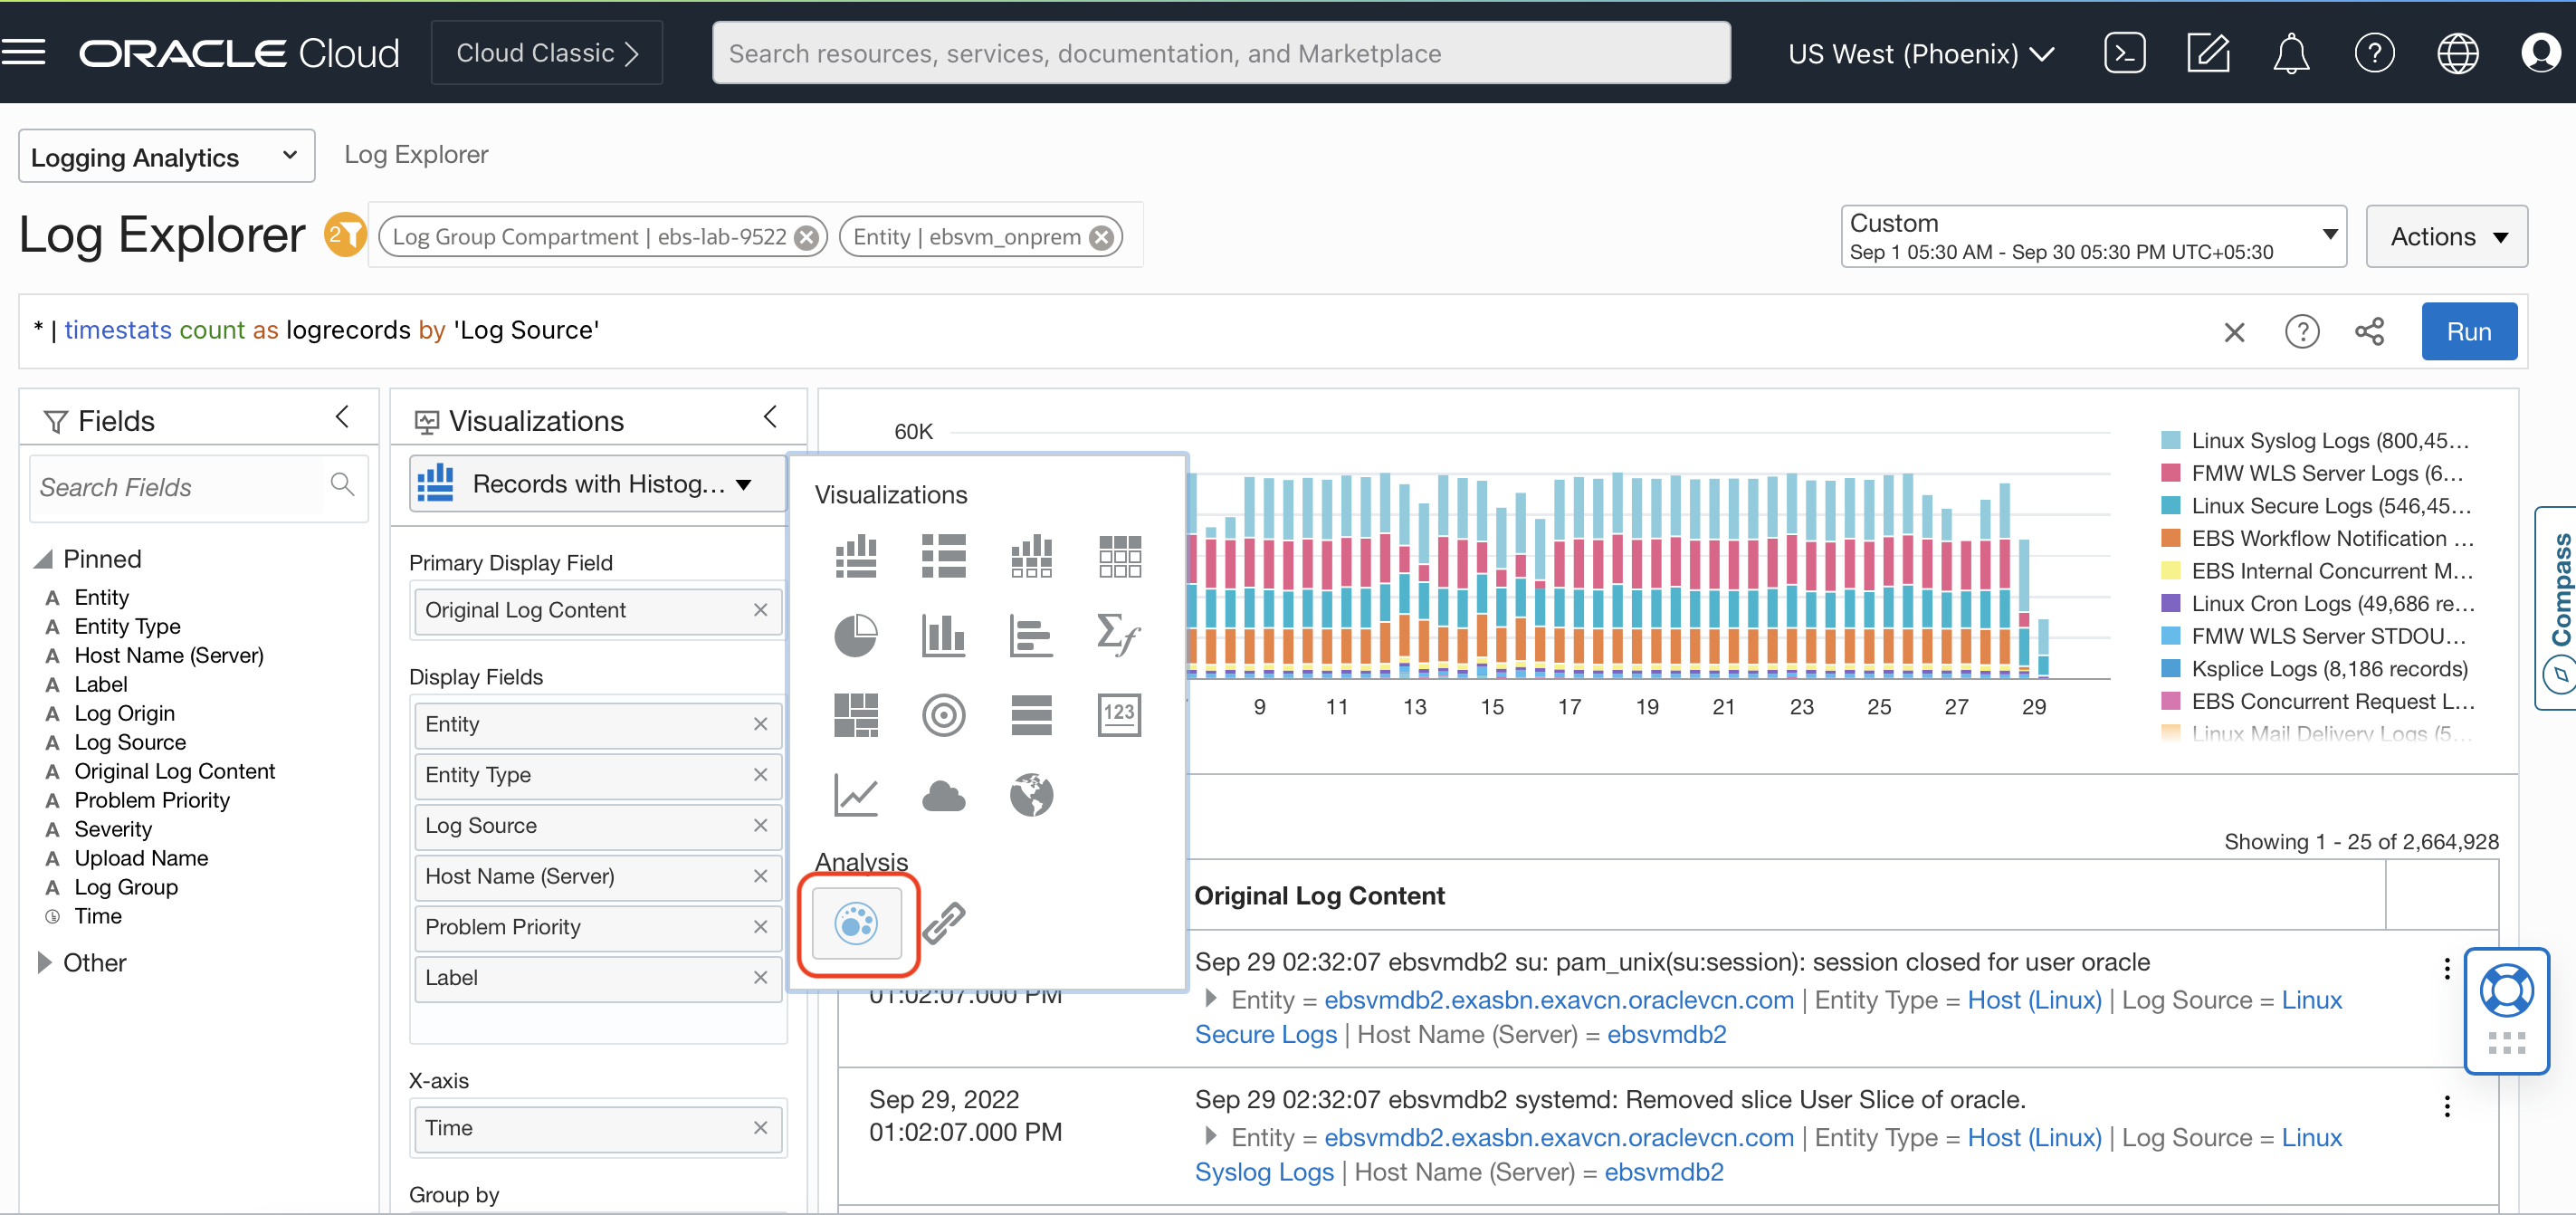 ORACLE Cloud
Cloud Classic
Search resources, services, documentation, and Marketplace
US West (Phoenix)
Logging Analytics
Log Explorer
Log Explorer
2
Log Group Compartment | ebs-lab-9522
Entity | ebsvm_onprem
Custom
Sep 1 05:30 AM - Sep 30 05:30 PM UTC+05:30
Actions
* | timestats count as logrecords by 'Log Source'
Run
Fields
Search Fields
Pinned
A Entity
A Entity Type
A Host Name (Server)
A Label
A Log Origin
A Log Source
A Original Log Content
A Problem Priority
A Severity
A Upload Name
A Log Group
Time
Other
Visualizations
Records with Histog...
Primary Display Field
Original Log Content
Display Fields
Entity
Entity Type
Log Source
Host Name (Server)
Problem Priority
Label
X-axis
Time
Group by
Visualizations
Σf
123
Analysis
60K
9 11 13 15 17 19 21 23 25 27 29
Linux Syslog Logs (800,45...
FMW WLS Server Logs (6...
Linux Secure Logs (546,45...
EBS Workflow Notification ...
EBS Internal Concurrent M...
Linux Cron Logs (49,686 re...
FMW WLS Server STDOU...
Ksplice Logs (8,186 records)
EBS Concurrent Request L...
Linux Mail Delivery Logs (5...
Compass
Showing 1 - 25 of 2,664,928
Original Log Content
01:02:07.000 PM
Sep 29 02:32:07 ebsvmdb2 su: pam_unix(su:session): session closed for user oracle
Entity = ebsvmdb2.exasbn.exavcn.oraclevcn.com | Entity Type = Host (Linux) | Log Source = Linux
Secure Logs | Host Name (Server) = ebsvmdb2
Sep 29, 2022
01:02:07.000 PM
Sep 29 02:32:07 ebsvmdb2 systemd: Removed slice User Slice of oracle.
Entity = ebsvmdb2.exasbn.exavcn.oraclevcn.com | Entity Type = Host (Linux) | Log Source = Linux
Syslog Logs | Host Name (Server) = ebsvmdb2